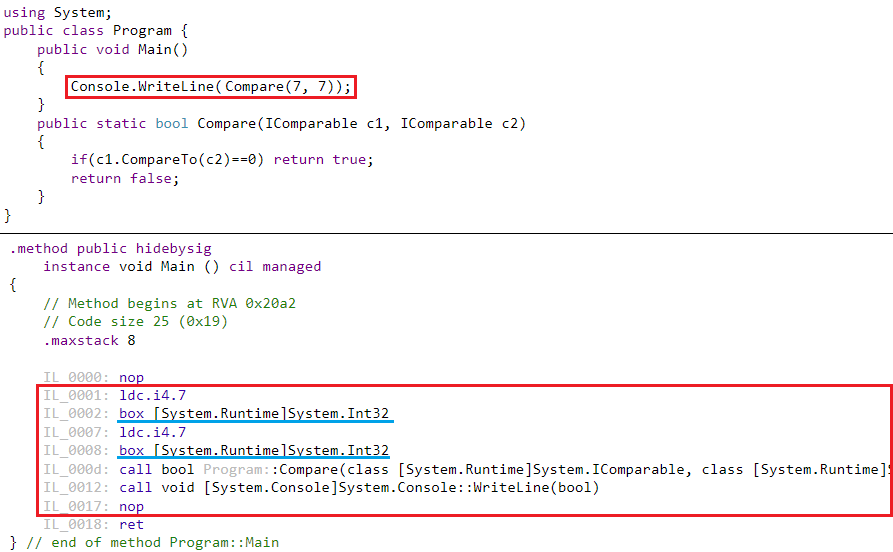 using System;
public class Program {
    public void Main()
    {
        Console.WriteLine(Compare(7, 7));
    }
    public static bool Compare(IComparable c1, IComparable c2)
    {
        if(c1.CompareTo(c2)==0) return true;
        return false;
    }
}
.method public hidebysig
    instance void Main () cil managed
{
    // Method begins at RVA 0x20a2
    // Code size 25 (0x19)
    .maxstack 8
    IL_0000: nop
    IL_0001: ldc.i4.7
    IL_0002: box [System.Runtime]System.Int32
    IL_0007: ldc.i4.7
    IL_0008: box [System.Runtime]System.Int32
    IL_000d: call bool Program::Compare(class [System.Runtime]System.IComparable, class [System.Runtime]
    IL_0012: call void [System.Console]System.Console::WriteLine(bool)
    IL_0017: nop
    IL_0018: ret
} // end of method Program::Main